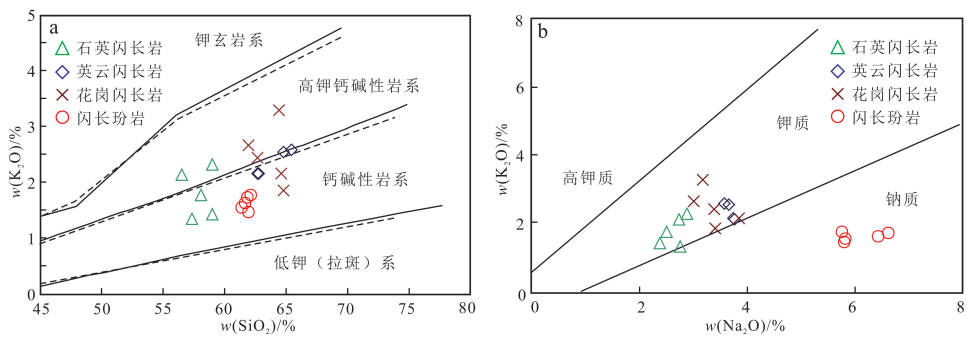 a
5
4
3
2
1
0
w(K₂O)/%
石英闪长岩
英云闪长岩
花岗闪长岩
闪长玢岩
钾玄岩系
高钾钙碱性岩系
钙碱性岩系
低钾（拉斑）系
45 50 55 60 65 70 75 80
w(SiO₂)/%
b
8
6
4
2
0
w(K₂O)/%
石英闪长岩
英云闪长岩
花岗闪长岩
闪长玢岩
钾质
高钾质
钠质
0 2 4 6 8
w(Na₂O)/%